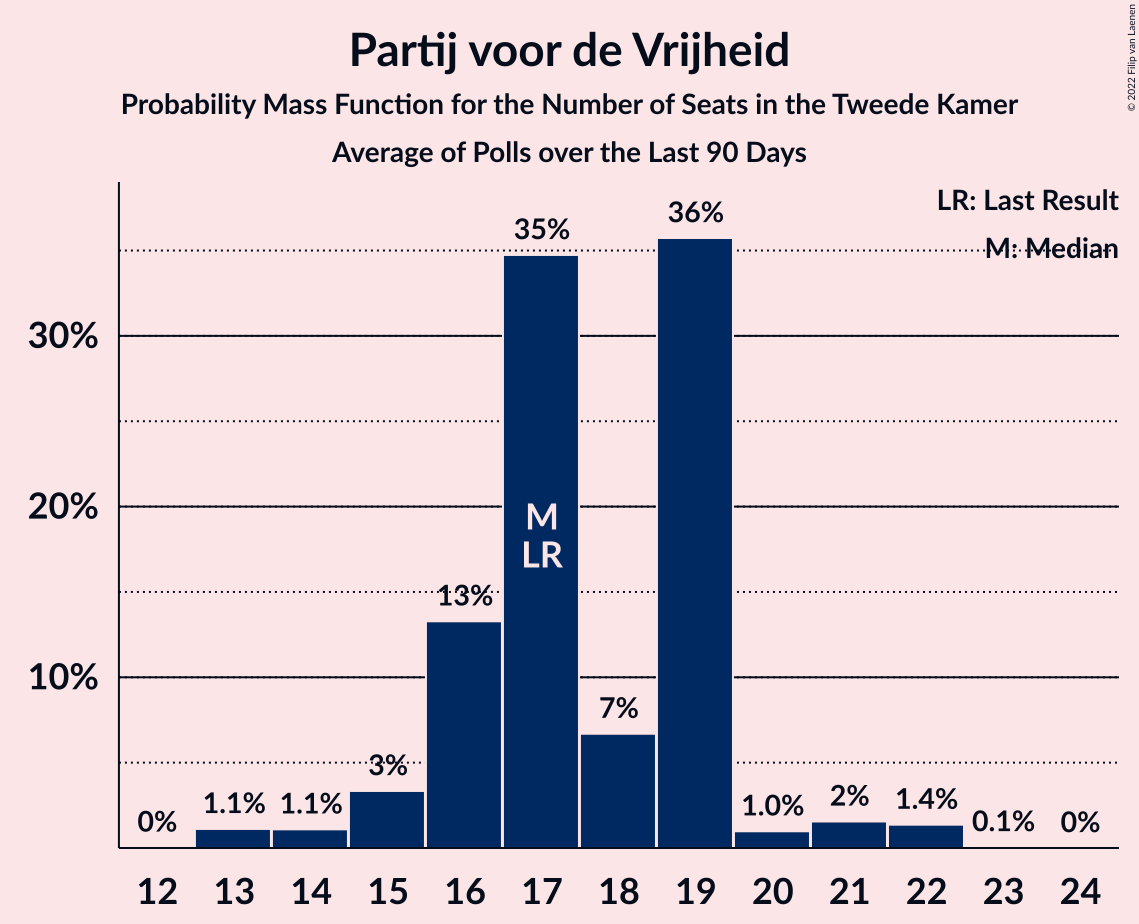 Partij voor de Vrijheid
Probability Mass Function for the Number of Seats in the Tweede Kamer
Average of Polls over the Last 90 Days
© 2022 Filip van Laenen
LR: Last Result
M: Median
30%
20%
10%
0%
1.1%
1.1%
3%
13%
35%
7%
36%
1.0%
2%
1.4%
0.1%
0%
M
LR
12 13 14 15 16 17 18 19 20 21 22 23 24